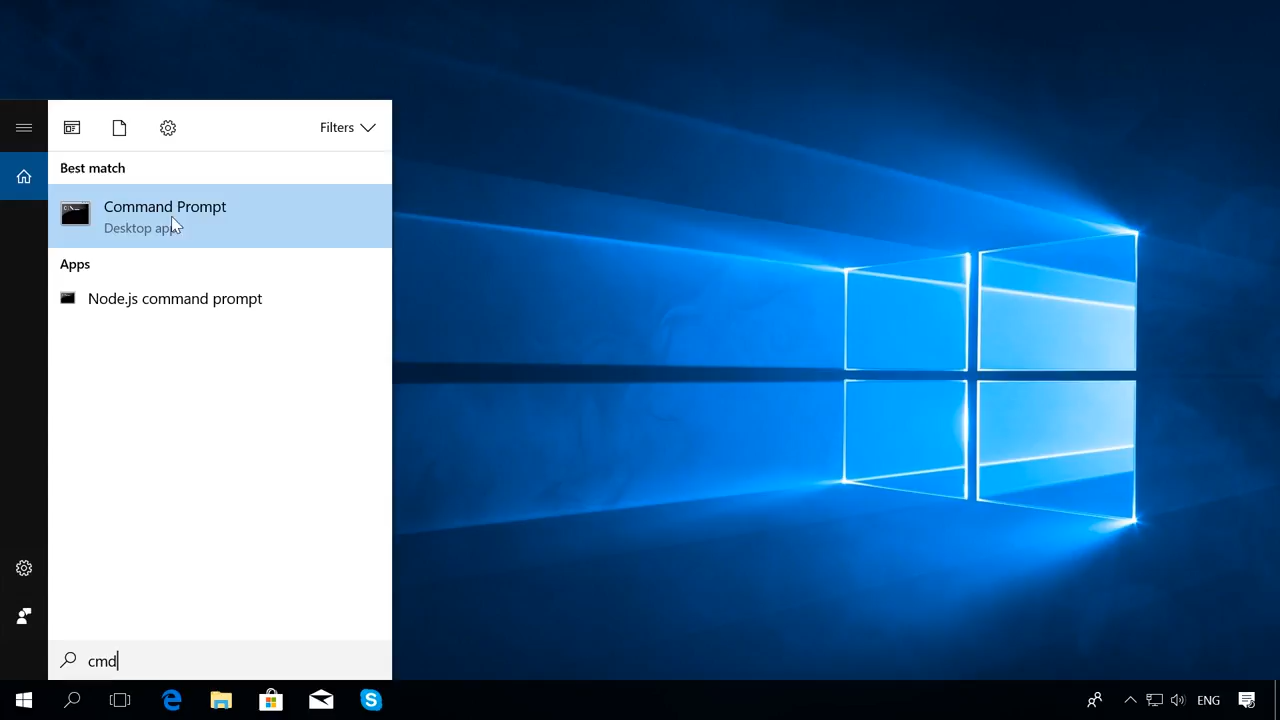 Filters
Best match
Command Prompt
Desktop app
Apps
Node.js command prompt
cmd
ENG